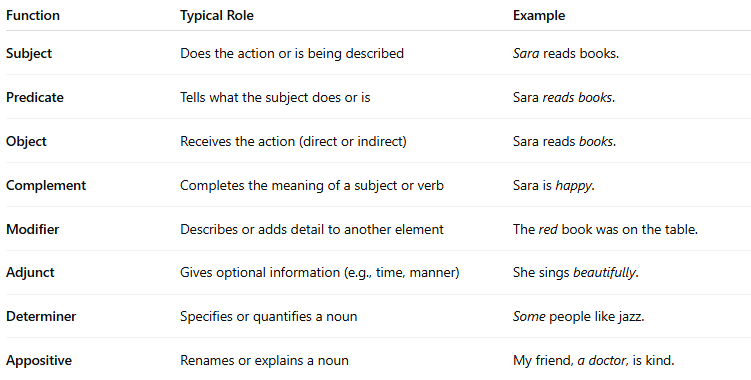 Function Typical Role Example
Subject Does the action or is being described Sara reads books.
Predicate Tells what the subject does or is Sara reads books.
Object Receives the action (direct or indirect) Sara reads books.
Complement Completes the meaning of a subject or verb Sara is happy.
Modifier Describes or adds detail to another element The red book was on the table.
Adjunct Gives optional information (e.g., time, manner) She sings beautifully.
Determiner Specifies or quantifies a noun Some people like jazz.
Appositive Renames or explains a noun My friend, a doctor, is kind.